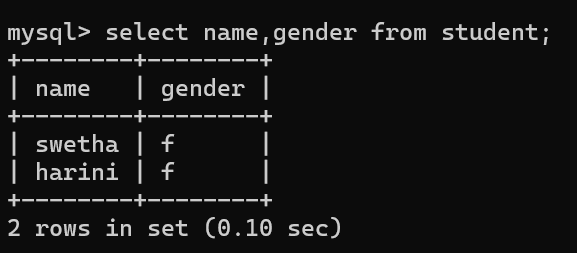 mysql> select name,gender from student;
+--------+--------+
| name   | gender |
+--------+--------+
| swetha | f      |
| harini | f      |
+--------+--------+
2 rows in set (0.10 sec)